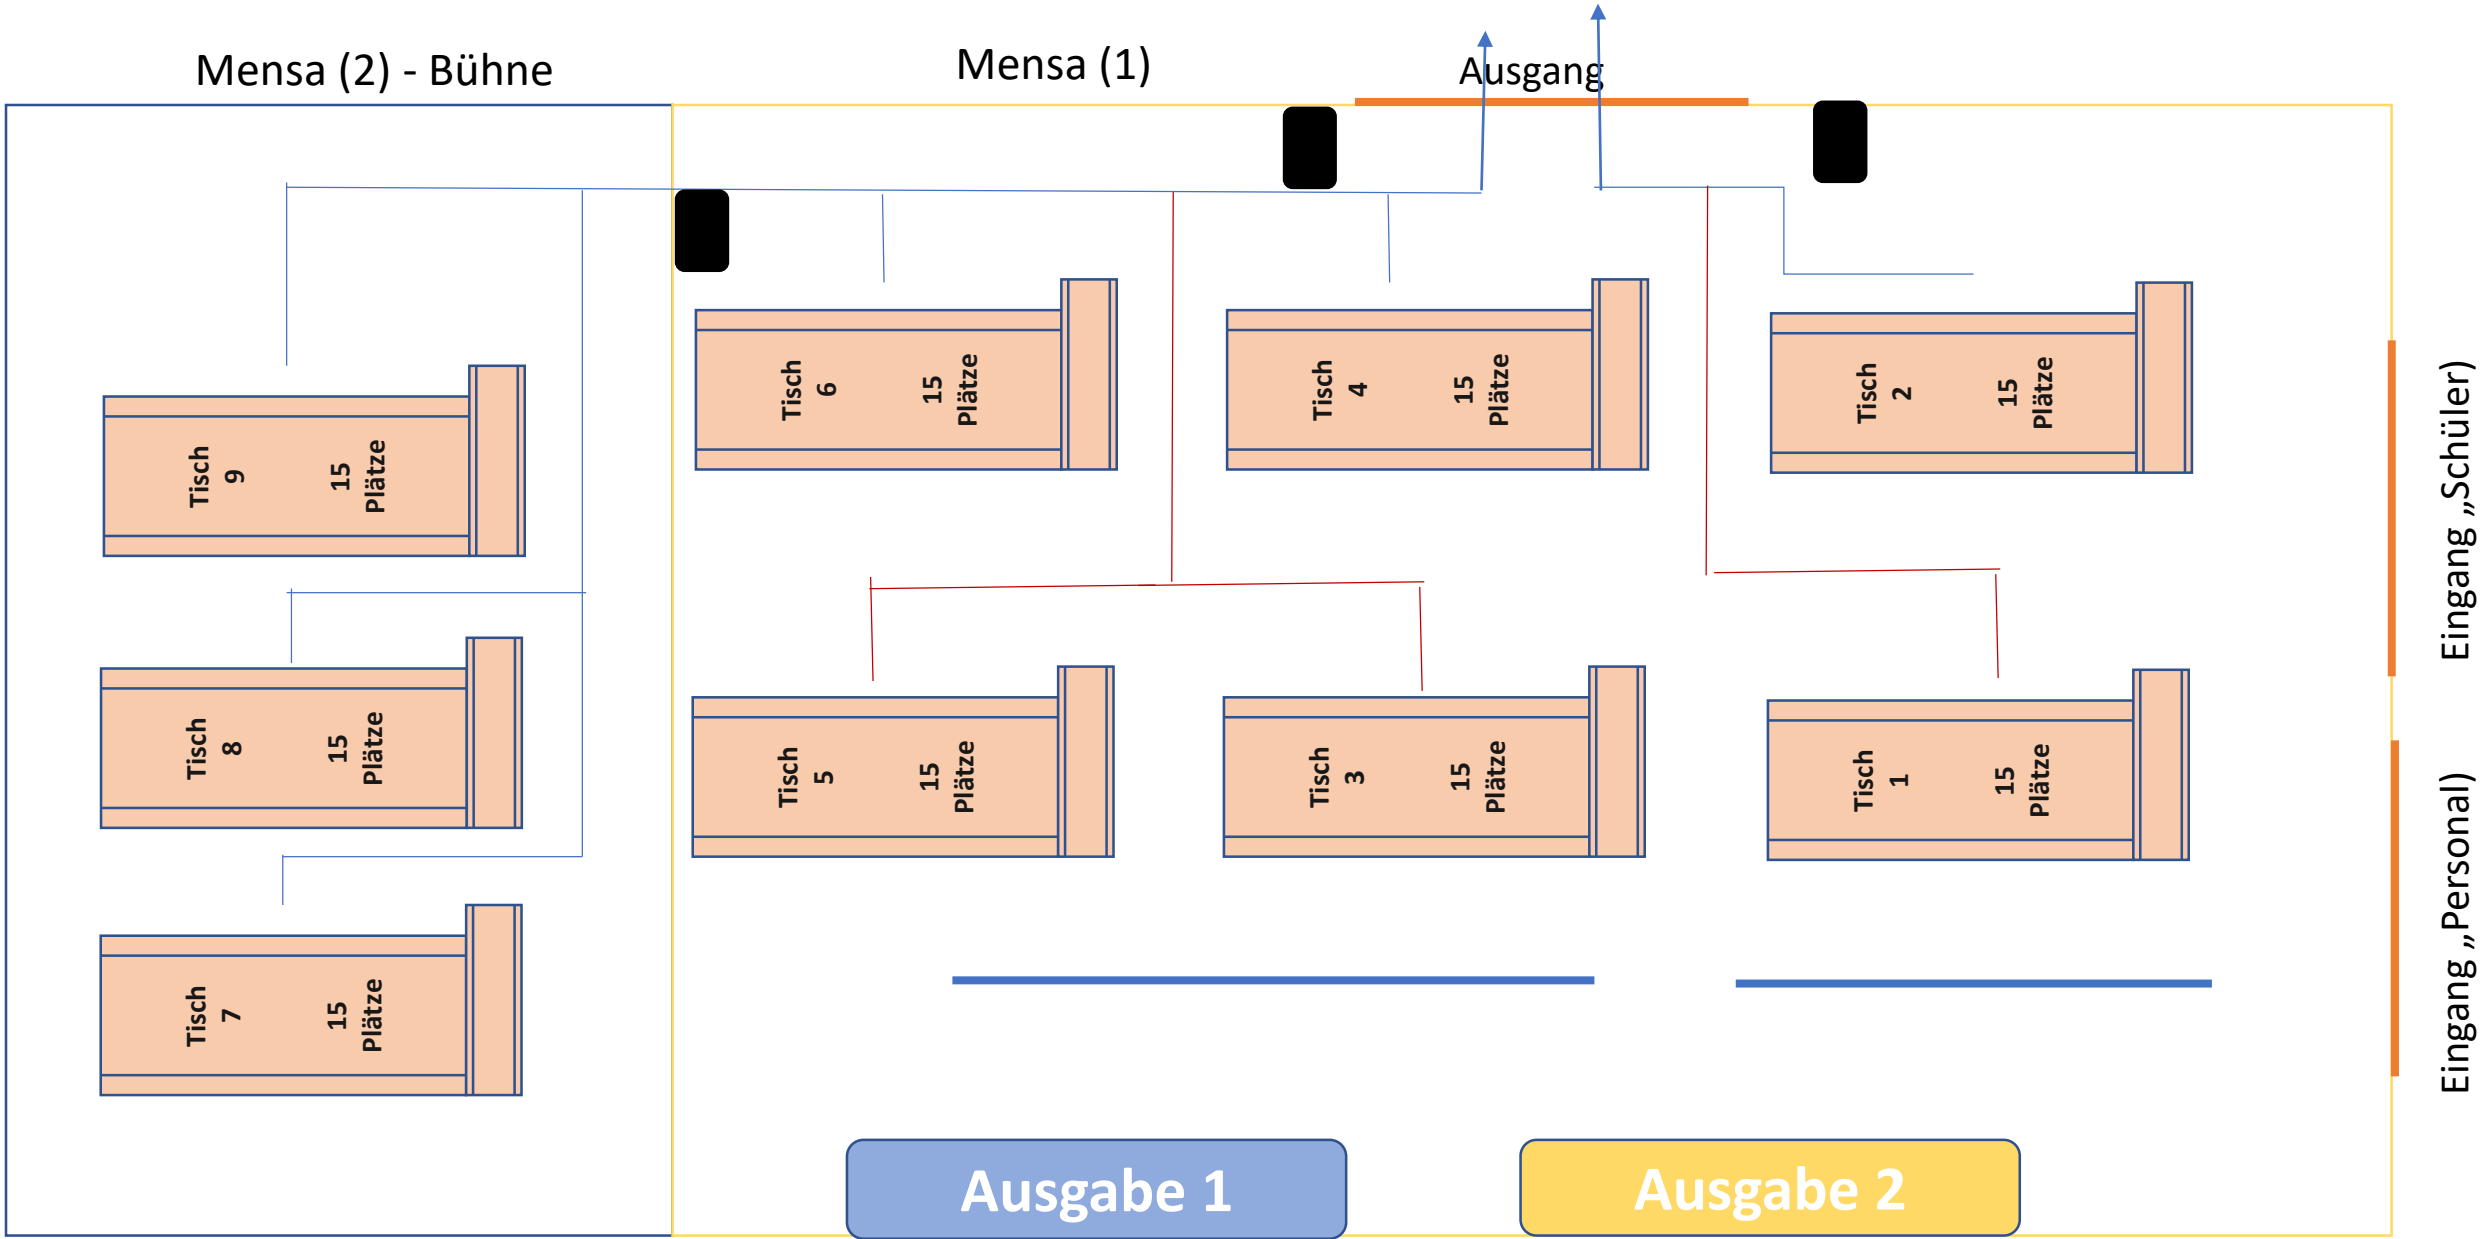 Mensa (2) - Bühne
Mensa (1)
Ausgang
Tisch
9
15
Plätze
Tisch
6
15
Plätze
Tisch
4
15
Plätze
Tisch
2
15
Plätze
Eingang „Schüler)
Tisch
8
15
Plätze
Tisch
5
15
Plätze
Tisch
3
15
Plätze
Tisch
1
15
Plätze
Eingang „Personal)
Tisch
7
15
Plätze
Ausgabe 1
Ausgabe 2